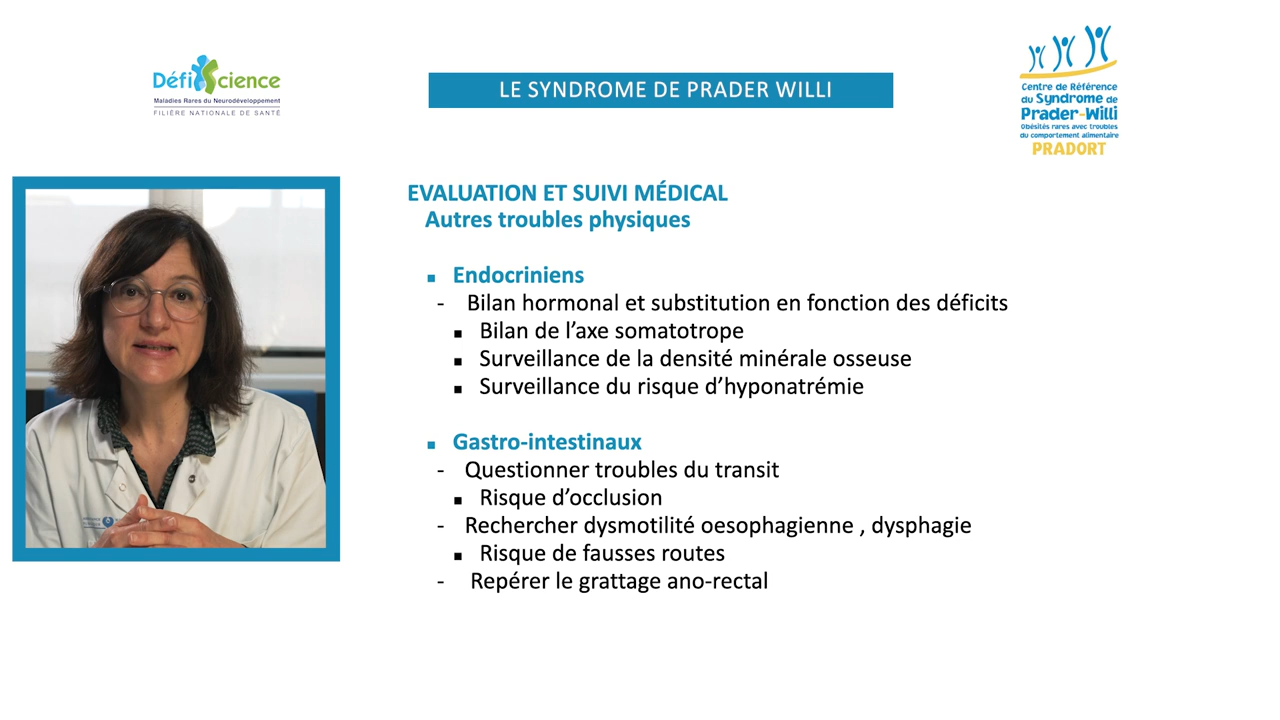 DéfiScience
Maladies Rares du Neurodéveloppement
FILIÈRE NATIONALE DE SANTÉ
LE SYNDROME DE PRADER WILLI
Centre de Référence
du Syndrome de
Prader-Willi
Obésités rares avec troubles
du comportement alimentaire
PRADORT
EVALUATION ET SUIVI MÉDICAL
Autres troubles physiques
▪ Endocriniens
- Bilan hormonal et substitution en fonction des déficits
▪ Bilan de l’axe somatotrope
▪ Surveillance de la densité minérale osseuse
▪ Surveillance du risque d’hyponatrémie
▪ Gastro-intestinaux
- Questionner troubles du transit
▪ Risque d’occlusion
- Rechercher dysmotilité oesophagienne , dysphagie
▪ Risque de fausses routes
- Repérer le grattage ano-rectal